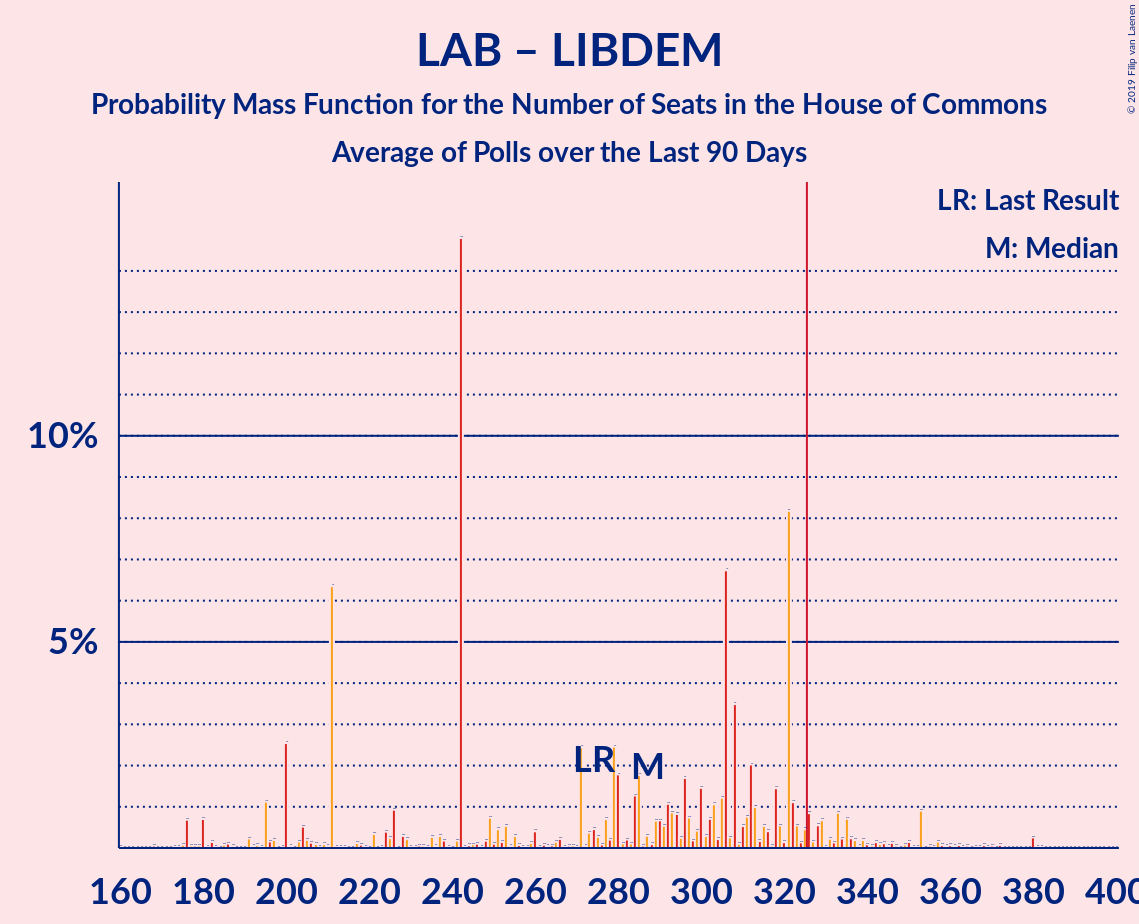 LAB – LIBDEM
Probability Mass Function for the Number of Seats in the House of Commons
Average of Polls over the Last 90 Days
© 2019 Filip van Laenen
LR: Last Result
M: Median
10%
5%
LR M
160 180 200 220 240 260 280 300 320 340 360 380 400